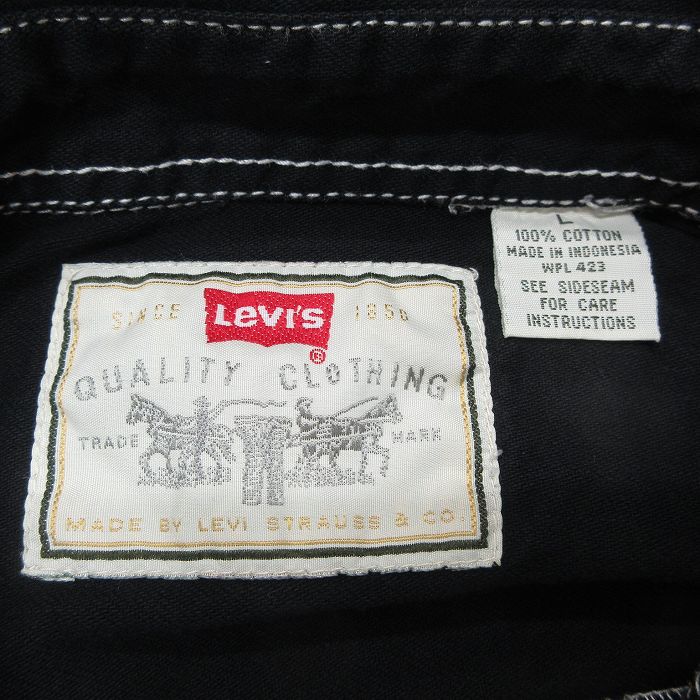 SINCE LEVI'S 1850
®
QUALITY CLOTHING
TRADE MARK
MADE BY LEVI STRAUSS & CO.
L
100% COTTON
MADE IN INDONESIA
WPL 423
SEE SIDESEAM
FOR CARE
INSTRUCTIONS